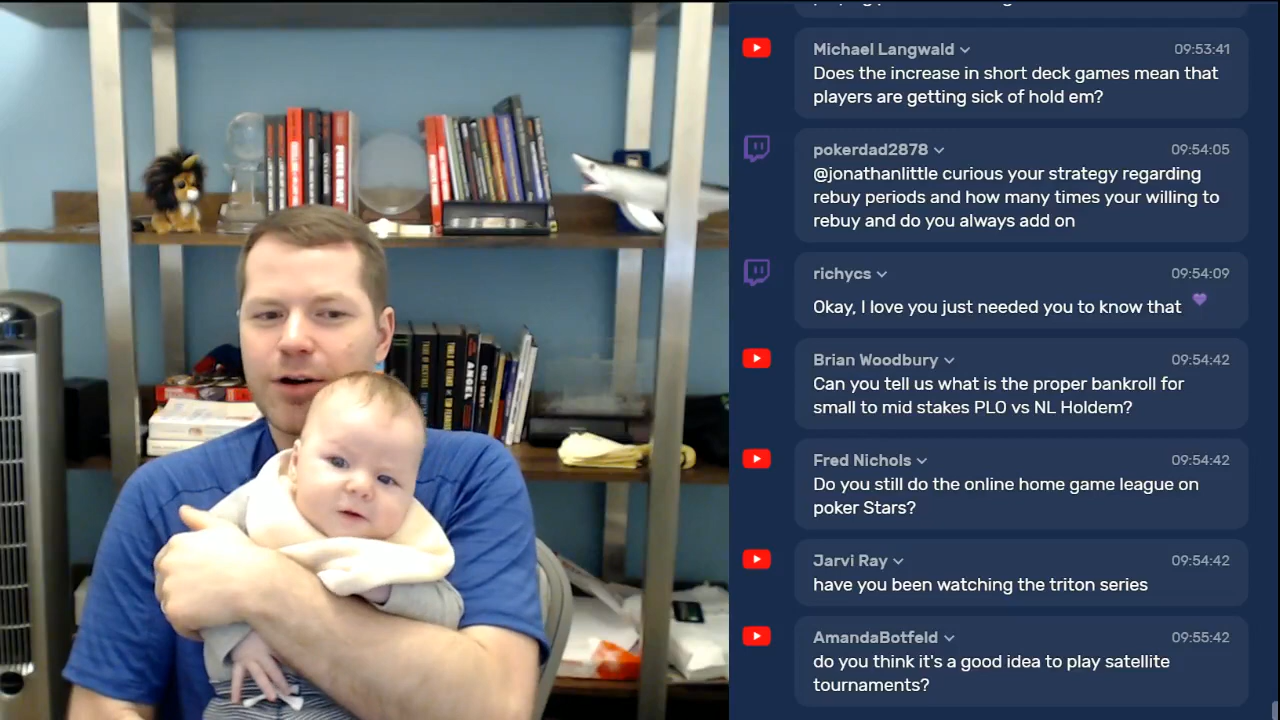 Michael Langwald
09:53:41
Does the increase in short deck games mean that
players are getting sick of hold em?
pokerdad2878
09:54:05
@jonathanlittle curious your strategy regarding
rebuy periods and how many times your willing to
rebuy and do you always add on
richycs
09:54:09
Okay, I love you just needed you to know that
Brian Woodbury
09:54:42
Can you tell us what is the proper bankroll for
small to mid stakes PLO vs NL Holdem?
Fred Nichols
09:54:42
Do you still do the online home game league on
poker Stars?
Jarvi Ray
09:54:42
have you been watching the triton series
AmandaBotfeld
09:55:42
do you think it's a good idea to play satellite
tournaments?
ANGEL